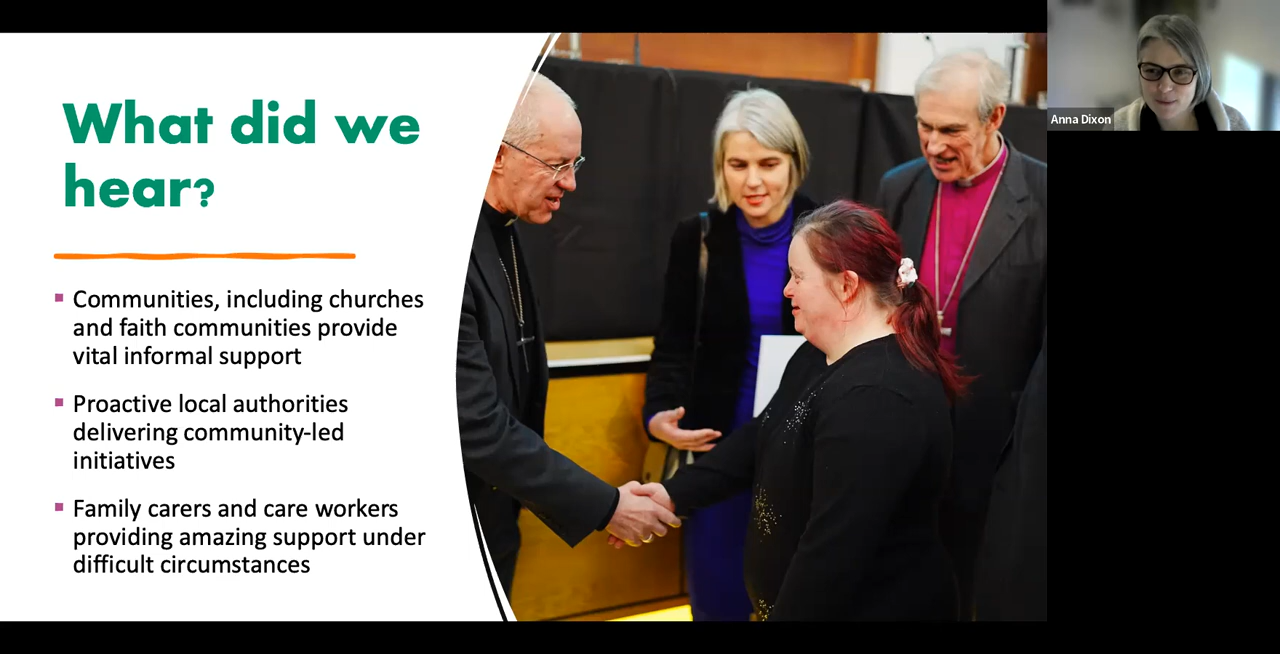 What did we
hear?
Communities, including churches
and faith communities provide
vital informal support
Proactive local authorities
delivering community-led
initiatives
Family carers and care workers
providing amazing support under
difficult circumstances
Anna Dixon